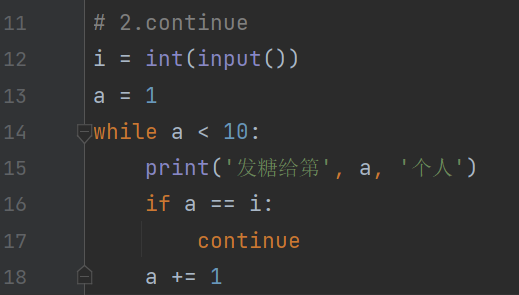 11 # 2.continue
12 i = int(input())
13 a = 1
14 while a < 10:
15     print('发糖给第', a, '个人')
16     if a == i:
17         continue
18     a += 1